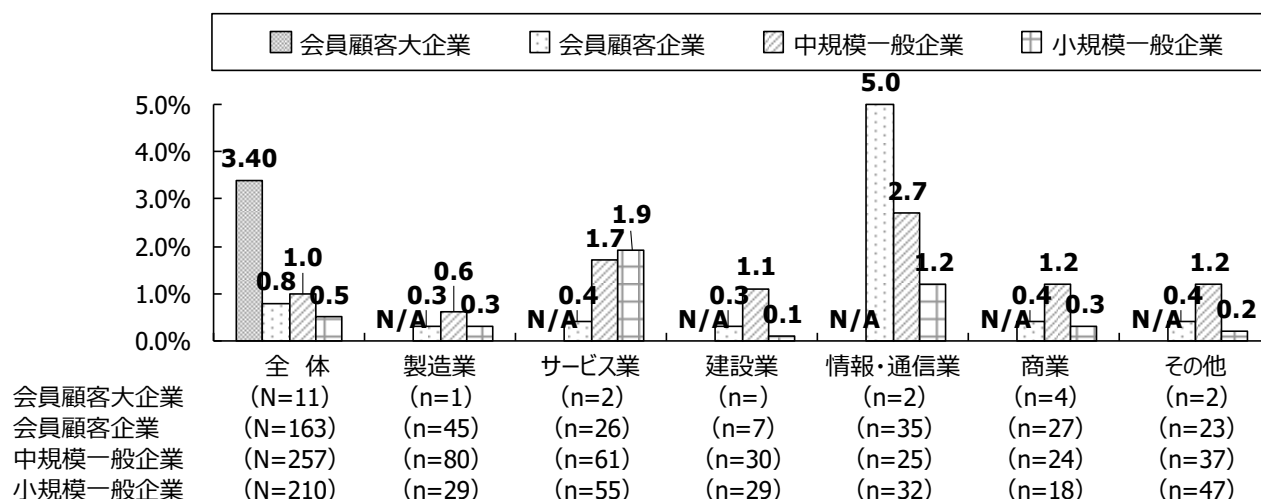 会員顧客大企業 会員顧客企業 中規模一般企業 小規模一般企業
5.0%
4.0%
3.0%
2.0%
1.0%
0.0%
3.40 0.8 1.0 0.5
N/A 0.3 0.6 0.3
N/A 0.4 1.7 1.9
N/A 0.3 1.1 0.1
N/A 5.0 2.7 1.2
N/A 0.4 1.2 0.3
N/A 0.4 1.2 0.2
全 体 製造業 サービス業 建設業 情報・通信業 商業 その他
会員顧客大企業 (N=11) (n=1) (n=2) (n=) (n=2) (n=4) (n=2)
会員顧客企業 (N=163) (n=45) (n=26) (n=7) (n=35) (n=27) (n=23)
中規模一般企業 (N=257) (n=80) (n=61) (n=30) (n=25) (n=24) (n=37)
小規模一般企業 (N=210) (n=29) (n=55) (n=29) (n=32) (n=18) (n=47)